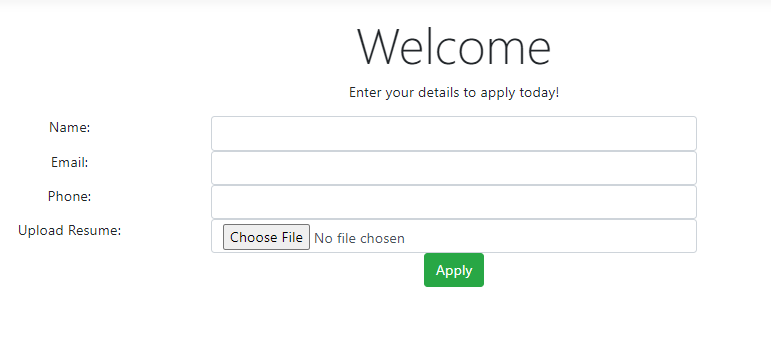 Welcome
Enter your details to apply today!
Name:
Email:
Phone:
Upload Resume: Choose File No file chosen
Apply